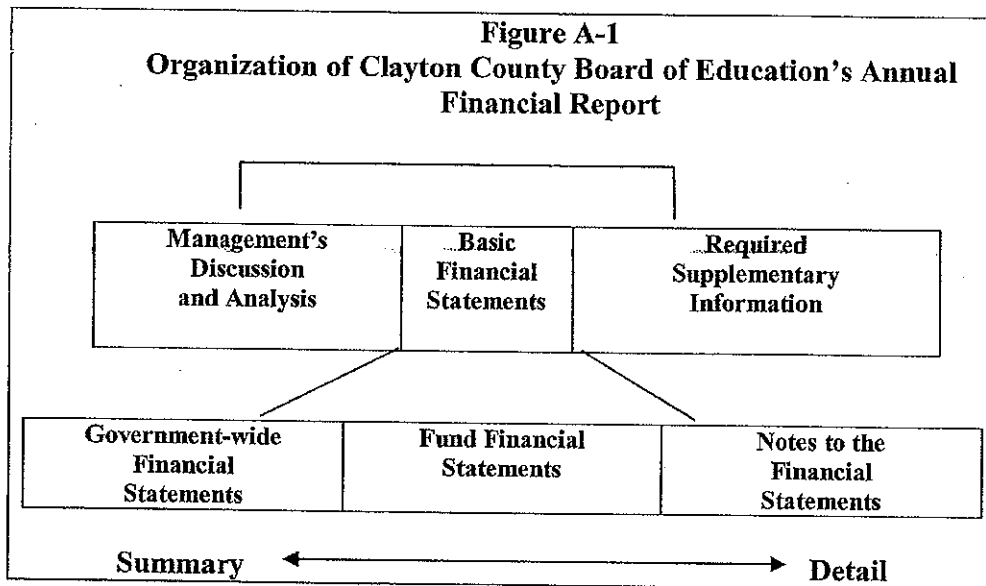 Figure A-1
Organization of Clayton County Board of Education's Annual
Financial Report
Management's
Discussion
and Analysis
Basic
Financial
Statements
Required
Supplementary
Information
Government-wide
Financial
Statements
Fund Financial
Statements
Notes to the
Financial
Statements
Summary
Detail